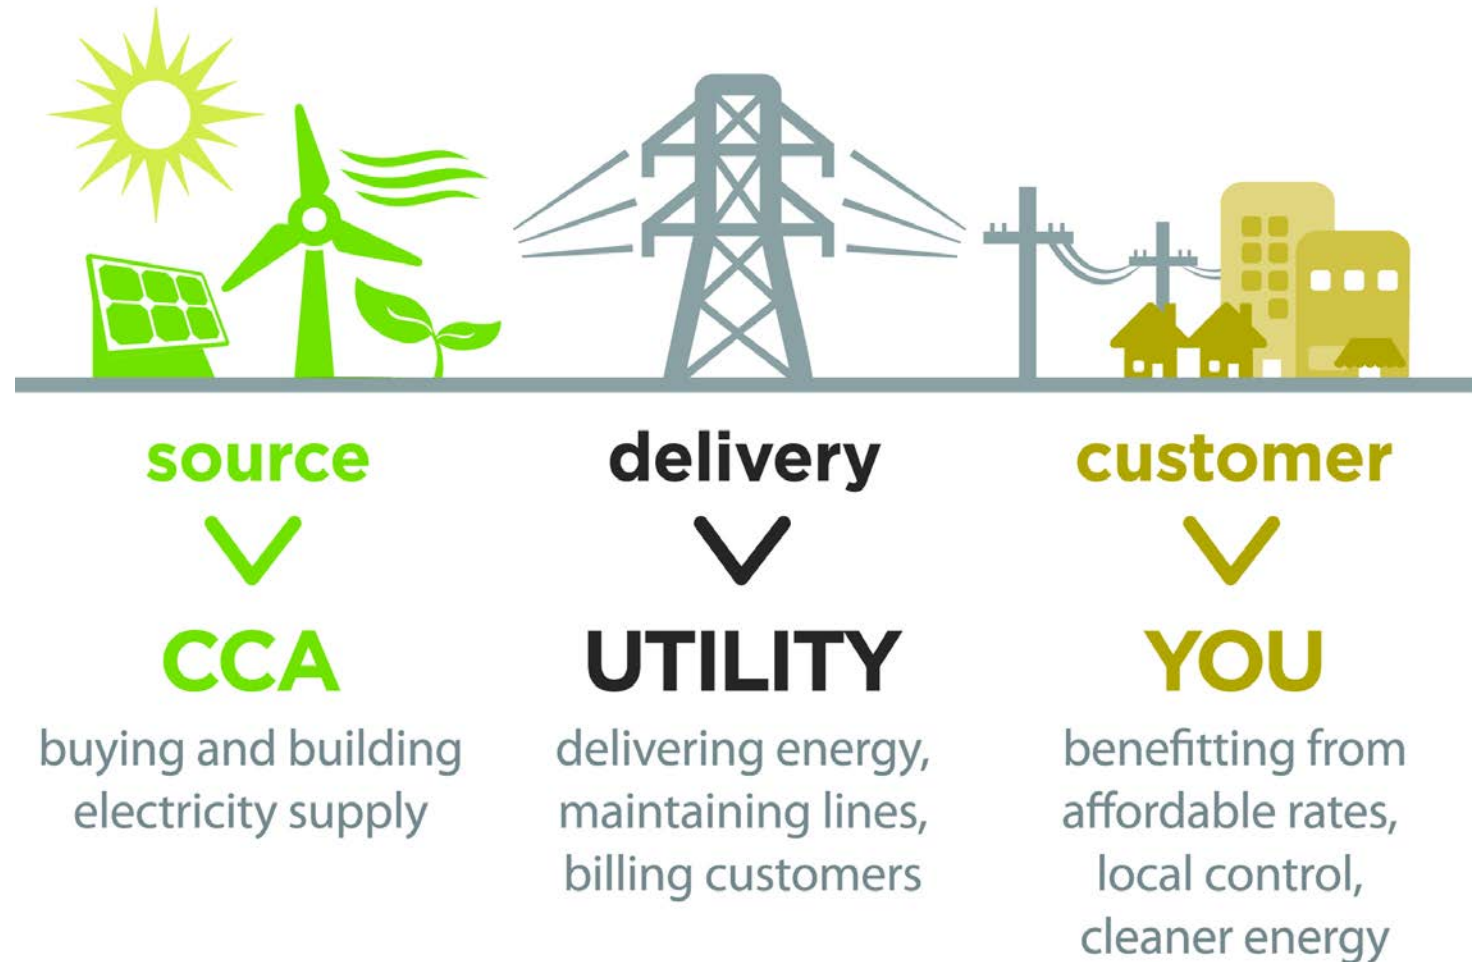 source
CCA
buying and building
electricity supply
delivery
UTILITY
delivering energy,
maintaining lines,
billing customers
customer
YOU
benefitting from
affordable rates,
local control,
cleaner energy